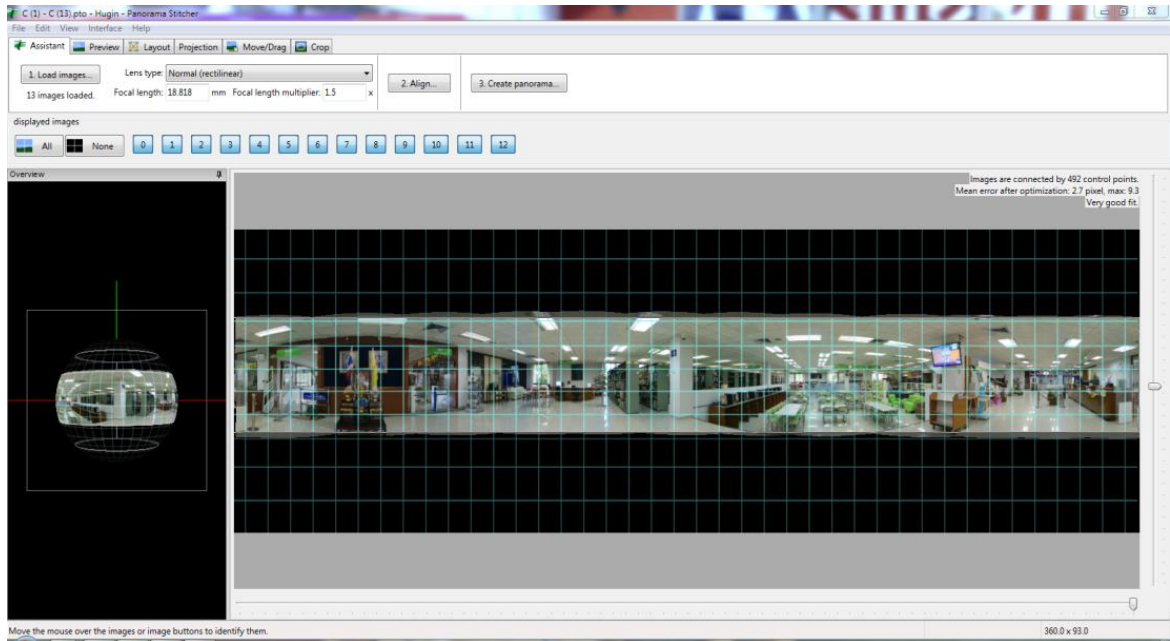 C (1) - C (13).pto - Hugin - Panorama Stitcher
File Edit View Interface Help
Assistant Preview Layout Projection Move/Drag Crop
1. Load images... Lens type: Normal (rectilinear) 2. Align... 3. Create panorama...
13 images loaded. Focal length: 18.818 mm Focal length multiplier: 1.5 x
displayed images
All None 0 1 2 3 4 5 6 7 8 9 10 11 12
Overview
Images are connected by 492 control points.
Mean error after optimization: 2.7 pixel, max: 9.3
Very good fit.
Move the mouse over the images or image buttons to identify them. 360.0 x 93.0